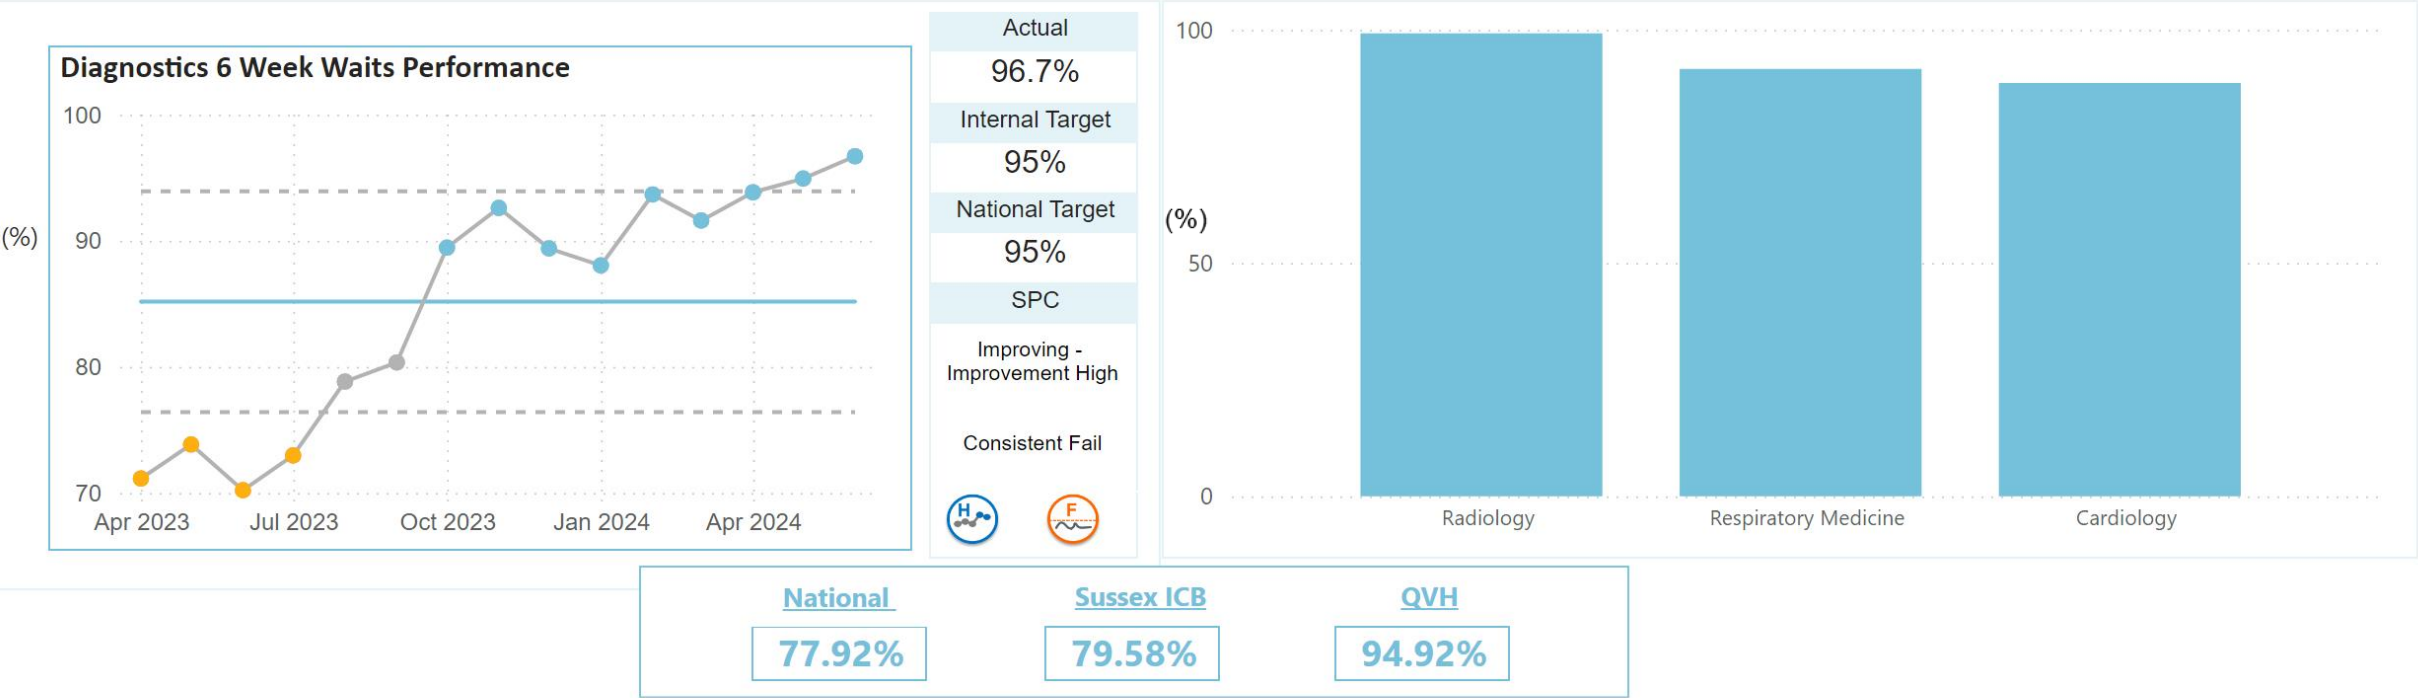 Diagnostics 6 Week Waits Performance
(%)
100
90
80
70
Apr 2023
Jul 2023
Oct 2023
Jan 2024
Apr 2024
Actual
96.7%
Internal Target
95%
National Target
95%
SPC
Improving -
Improvement High
Consistent Fail
H
F
(%)
100
50
0
Radiology
Respiratory Medicine
Cardiology
National
Sussex ICB
QVH
77.92%
79.58%
94.92%